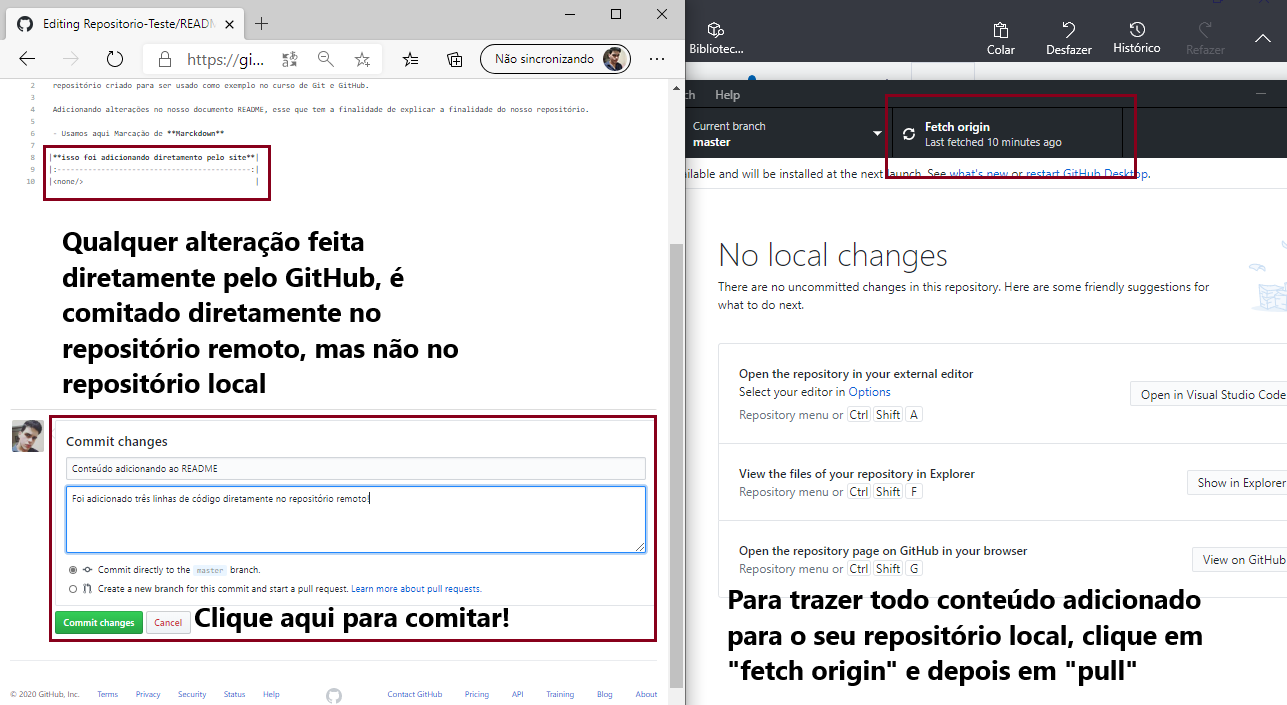 Editing Repositorio-Teste/READM
https://gi...
Não sincronizando
2 repositório criado para ser usado como exemplo no curso de Git e GitHub.
3
4 Adicionando alterações no nosso documento README, esse que tem a finalidade de explicar a finalidade do nosso repositório.
5
6 - Usamos aqui Marcação de **Marckdown**
7
8 |**isso foi adicionando diretamente pelo site**|
9 |:-------------------------------------------:|
10 |<none/> |
Qualquer alteração feita
diretamente pelo GitHub, é
comitado diretamente no
repositório remoto, mas não no
repositório local
Commit changes
Conteúdo adicionando ao README
Foi adicionado três linhas de código diretamente no repositório remoto!
Commit directly to the master branch.
Create a new branch for this commit and start a pull request. Learn more about pull requests.
Commit changes Cancel Clique aqui para comitar!
© 2020 GitHub, Inc. Terms Privacy Security Status Help Contact GitHub Pricing API Training Blog About
Bibliotec... Colar Desfazer Histórico Refazer
ch Help
Current branch
master
Fetch origin
Last fetched 10 minutes ago
ilable and will be installed at the next launch. See what's new or restart GitHub Desktop.
No local changes
There are no uncommitted changes in this repository. Here are some friendly suggestions for
what to do next.
Open the repository in your external editor
Select your editor in Options
Repository menu or Ctrl Shift A
Open in Visual Studio Code
View the files of your repository in Explorer
Repository menu or Ctrl Shift F
Show in Explorer
Open the repository page on GitHub in your browser
Repository menu or Ctrl Shift G
View on GitHub
Para trazer todo conteúdo adicionado
para o seu repositório local, clique em
"fetch origin" e depois em "pull"